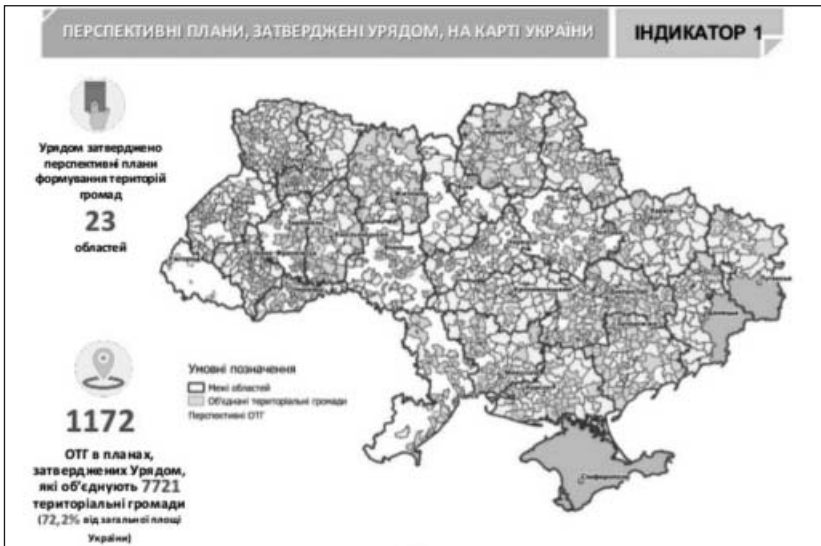 ПЕРСПЕКТИВНІ ПЛАНИ, ЗАТВЕРДЖЕНІ УРЯДОМ, НА КАРТІ УКРАЇНИ
ІНДИКАТОР 1
Урядом затверджено
перспективні плани
формування територій
громад
23
областей
1172
ОТГ в планах,
затверджених Урядом,
які об’єднують 7721
територіальні громади
(72,2% від загальної площі
України)
Умовні позначення
Межі областей
Об'єднані територіальні громади
Перспективні ОТГ